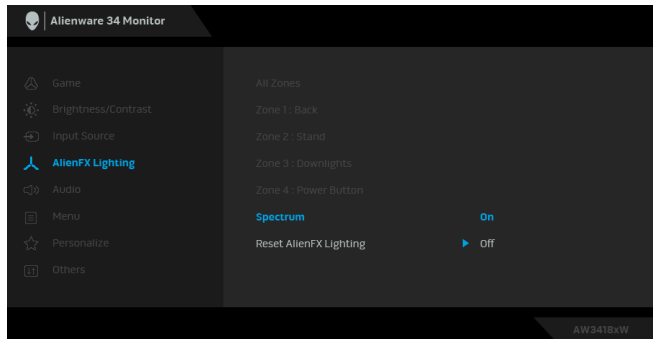 Alienware 34 Monitor
Game
All Zones
Brightness/Contrast
Zone 1 : Back
Input Source
Zone 2 : Stand
AlienFX Lighting
Zone 3 : Downlights
Audio
Zone 4 : Power Button
Menu
Spectrum
On
Personalize
Reset AlienFX Lighting
Off
Others
AW3418xW